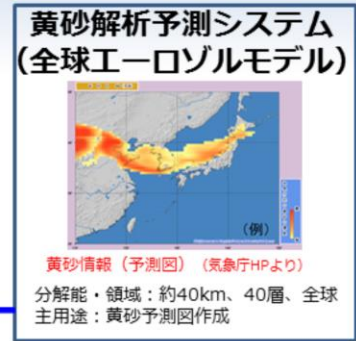 黄砂解析予測システム
(全球エーロゾルモデル)
(例)
黄砂情報（予測図）（気象庁HPより）
分解能・領域：約40km、40層、全球
主用途：黄砂予測図作成